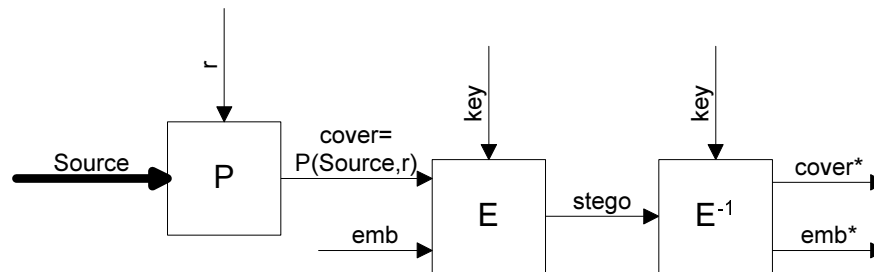 r
Source
P
cover=
P(Source,r)
emb
key
E
stego
key
E-1
cover*
emb*